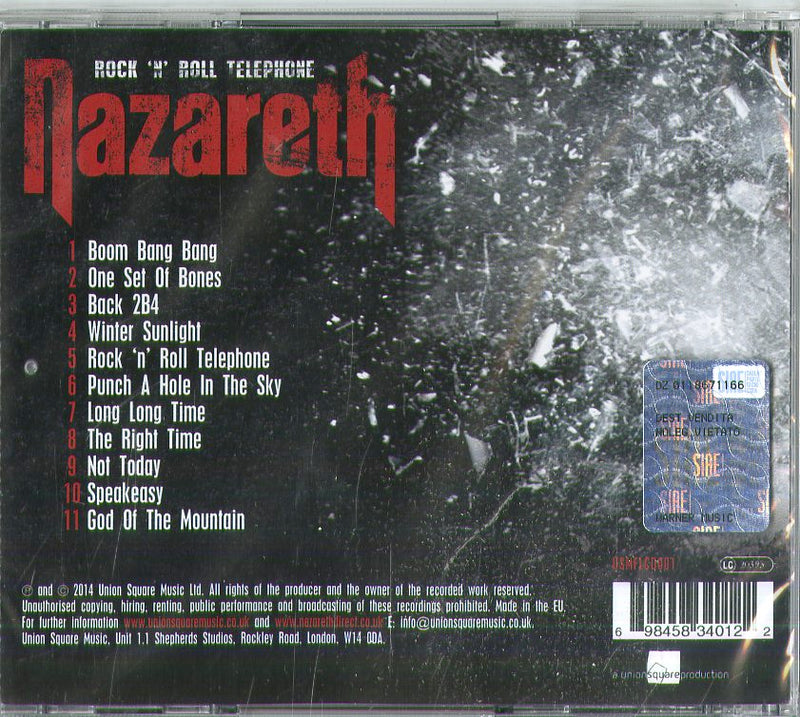 ROCK 'N' ROLL TELEPHONE
Nazareth
1 Boom Bang Bang
2 One Set Of Bones
3 Back 2B4
4 Winter Sunlight
5 Rock 'n' Roll Telephone
6 Punch A Hole In The Sky
7 Long Long Time
8 The Right Time
9 Not Today
10 Speakeasy
11 God Of The Mountain
SIAE
DZ 0118671166
DEST.VENDITA
NOLEG.VIETATO
SIAE
SIAE
WARNER MUSIC
LC
℗ and © 2014 Union Square Music Ltd. All rights of the producer and the owner of the recorded work reserved.
Unauthorised copying, hiring, renting, public performance and broadcasting of these recordings prohibited. Made in the EU.
For further information www.unionsquaremusic.co.uk and www.nazarethdirect.co.uk E: info@unionsquaremusic.co.uk.
Union Square Music, Unit 1.1 Shepherds Studios, Rockley Road, London, W14 0DA.
6 98458 34012 2
a unionsquareproduction